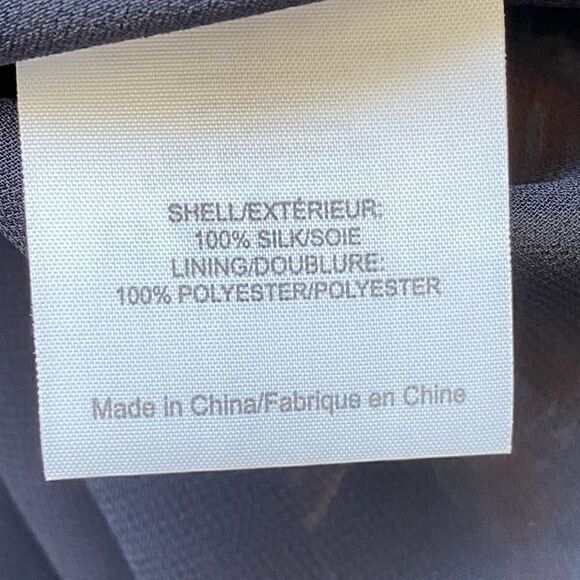 SHELL/EXTÉRIEUR:
100% SILK/SOIE
LINING/DOUBLURE:
100% POLYESTER/POLYESTER
Made in China/Fabrique en Chine